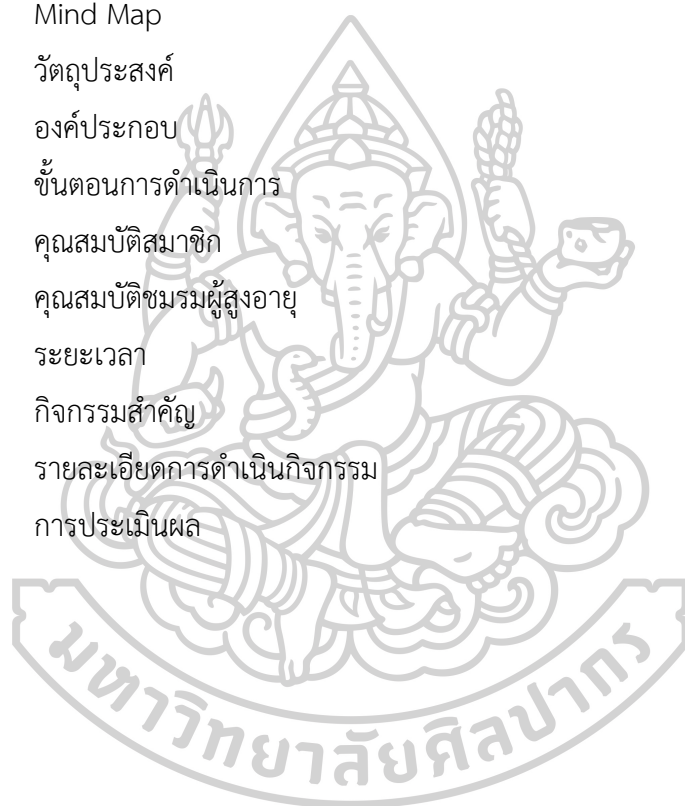 Mind Map
วัตถุประสงค์
องค์ประกอบ
ขั้นตอนการดำเนินการ
คุณสมบัติสมาชิก
คุณสมบัติชมรมผู้สูงอายุ
ระยะเวลา
กิจกรรมสำคัญ
รายละเอียดการดำเนินกิจกรรม
การประเมินผล
มหาวิทยาลัยศิลปากร